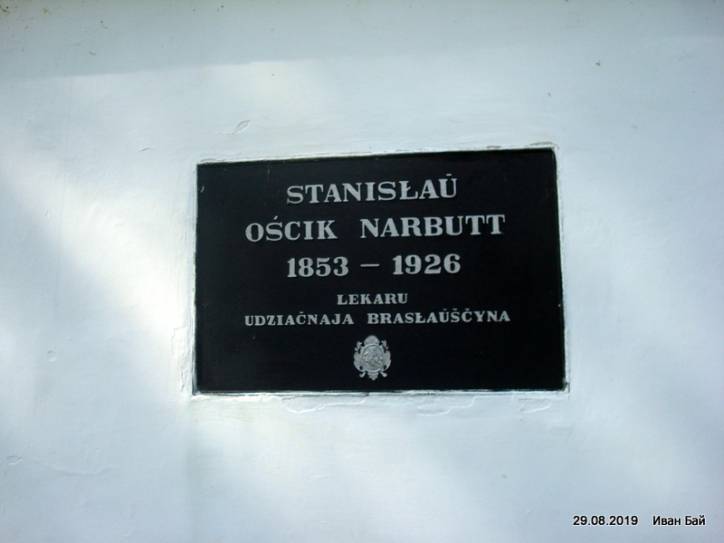 STANISŁAŬ
OŚCIK NARBUTT
1853 – 1926
LEKARU
UDZIAČNAJA BRASŁAŬŠČYNA
29.08.2019 Иван Бай